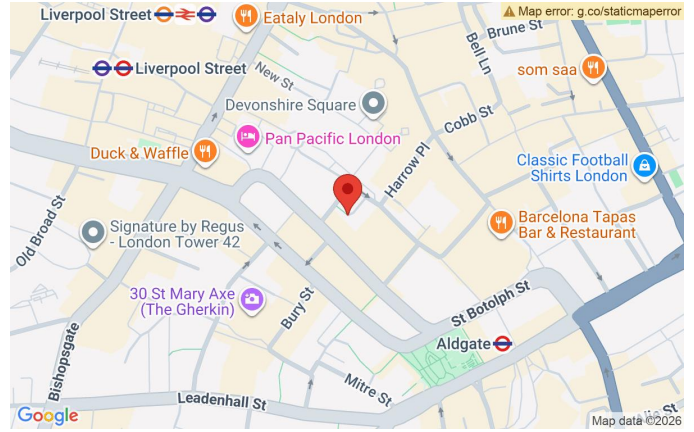 Liverpool Street
Eataly London
Map error: g.co/staticmaperror
Brune St
Bell Ln
Liverpool Street
New St
som saa
Devonshire Square
Cobb St
Pan Pacific London
Duck & Waffle
Harrow Pl
Classic Football
Shirts London
Old Broad St
Signature by Regus
- London Tower 42
Barcelona Tapas
Bar & Restaurant
30 St Mary Axe
(The Gherkin)
Bury St
St Botolph St
Aldgate
Bishopsgate
Mitre St
Leadenhall St
Google
Map data ©2026